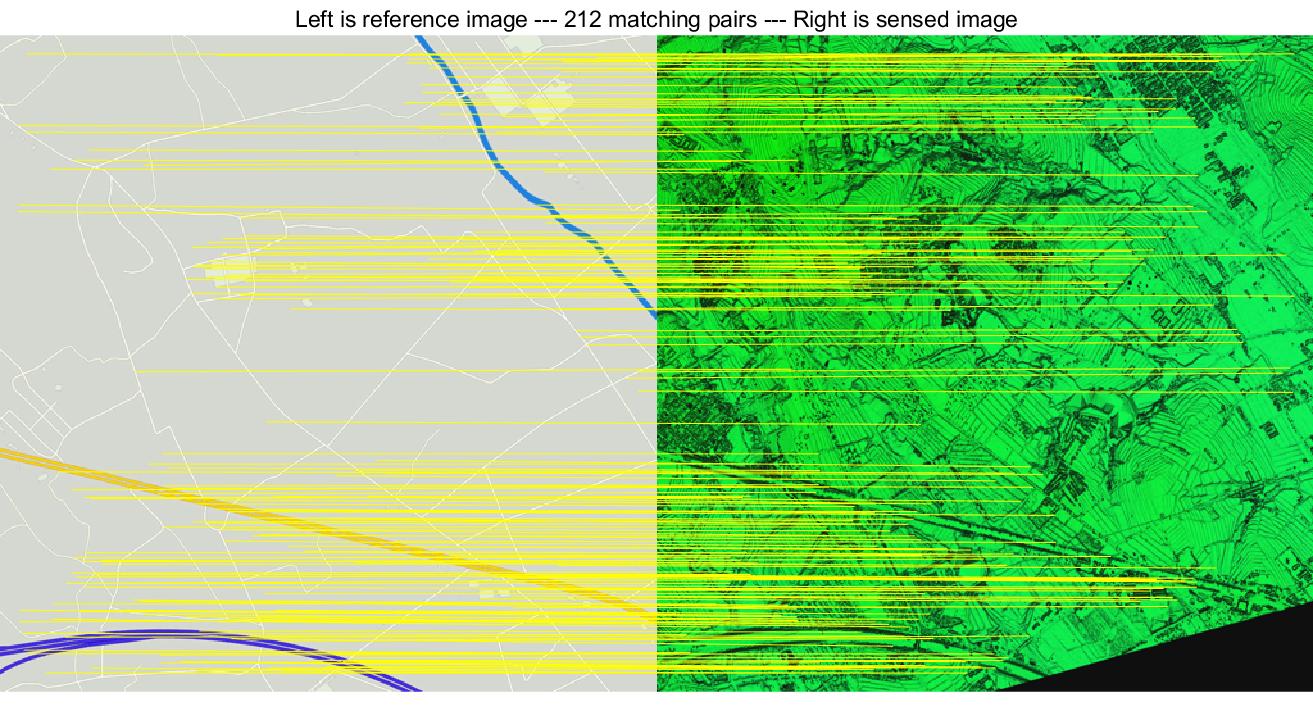 Left is reference image --- 212 matching pairs --- Right is sensed image